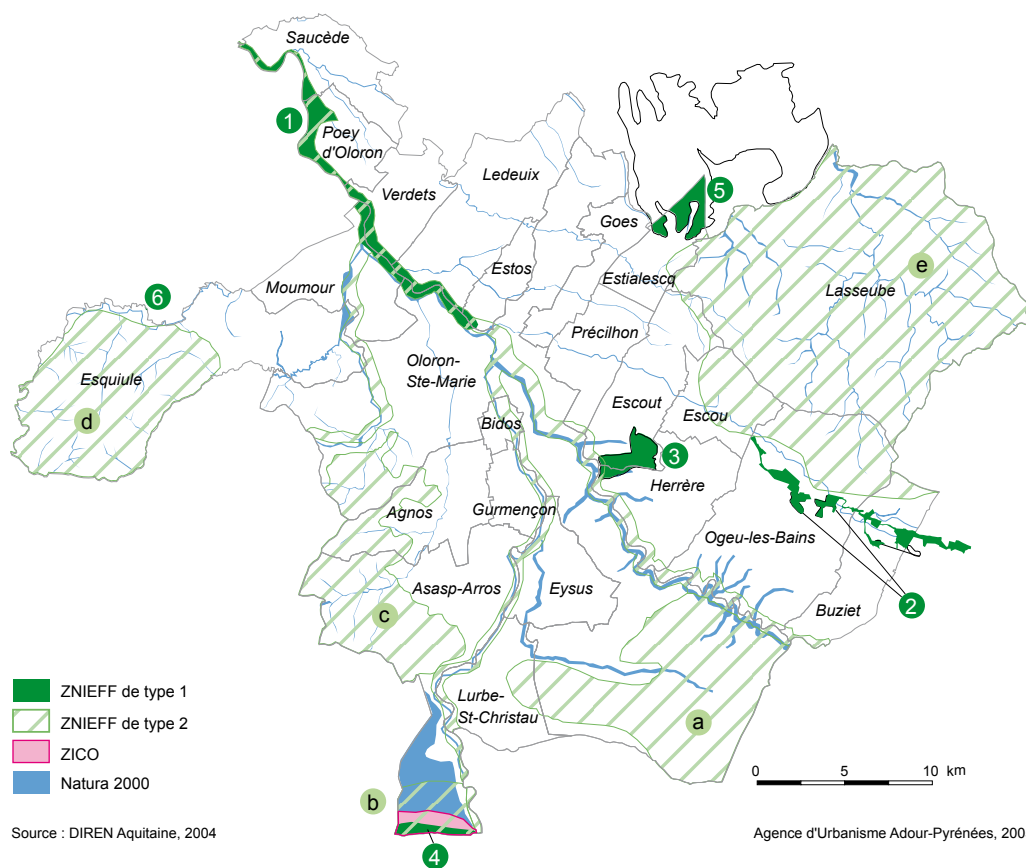 Saucède
1
Poey
d'Oloron
Ledeuix
Verdets
5
Goes
Estos
Estialescq
e
Lasseube
6
Moumour
Précilhon
Oloron-
Ste-Marie
Esquiule
d
Escout
Escou
Bidos
3
Herrère
Agnos
Gurmençon
Ogeu-les-Bains
Asasp-Arros
Eysus
2
Buziet
c
ZNIEFF de type 1
ZNIEFF de type 2
ZICO
Natura 2000
Lurbe-
St-Christau
a
0 5 10 km
b
4
Source : DIREN Aquitaine, 2004
Agence d'Urbanisme Adour-Pyrénées, 200